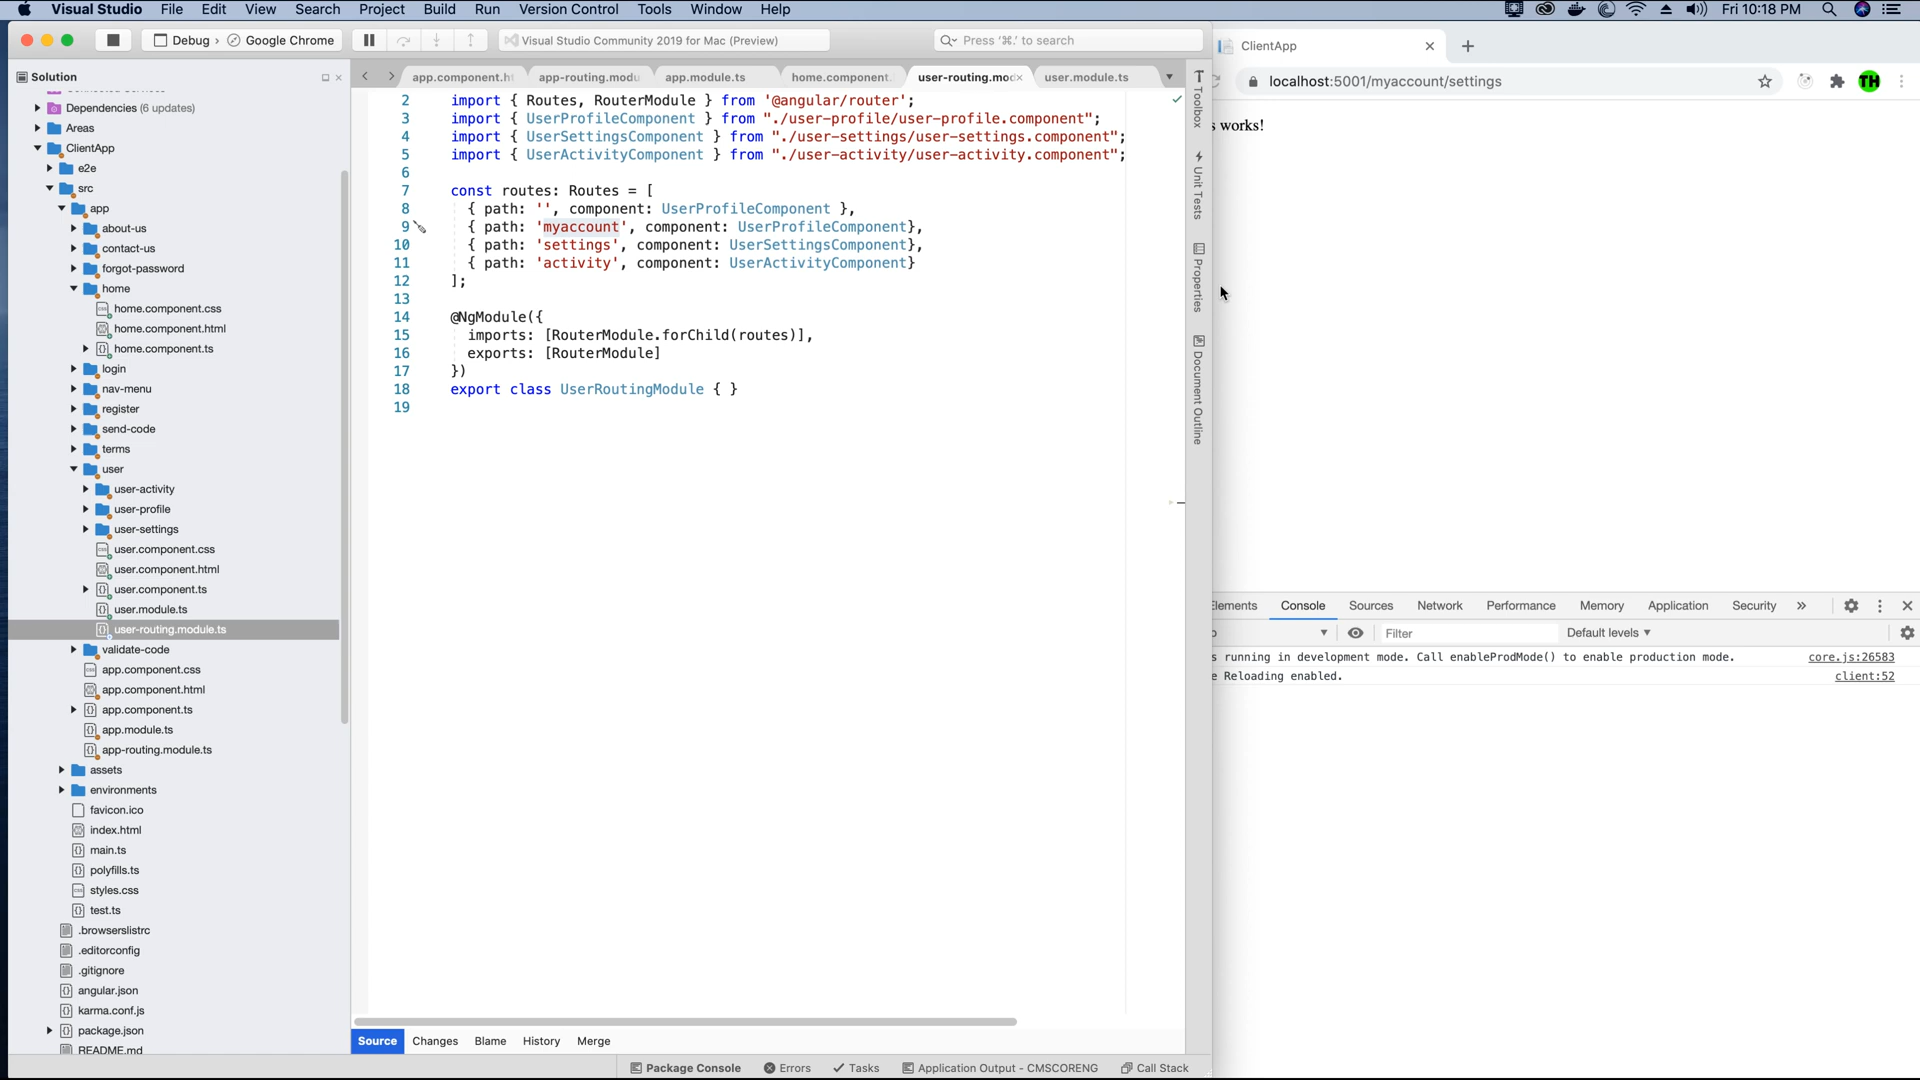 Visual Studio File Edit View Search Project Build Run Version Control Tools Window Help
Fri 10:18 PM
Debug › Google Chrome
Visual Studio Community 2019 for Mac (Preview)
Press '⌘.' to search
ClientApp
Solution
app.component.ht
app-routing.modu
app.module.ts
home.component.
user-routing.mod
user.module.ts
localhost:5001/myaccount/settings
TH
s works!
Dependencies (6 updates)
Areas
ClientApp
e2e
src
app
about-us
contact-us
forgot-password
home
home.component.css
home.component.html
home.component.ts
login
nav-menu
register
send-code
terms
user
user-activity
user-profile
user-settings
user.component.css
user.component.html
user.component.ts
user.module.ts
user-routing.module.ts
validate-code
app.component.css
app.component.html
app.component.ts
app.module.ts
app-routing.module.ts
assets
environments
favicon.ico
index.html
main.ts
polyfills.ts
styles.css
test.ts
.browserslistrc
.editorconfig
.gitignore
angular.json
karma.conf.js
package.json
README.md
2 import { Routes, RouterModule } from '@angular/router';
3 import { UserProfileComponent } from "./user-profile/user-profile.component";
4 import { UserSettingsComponent } from "./user-settings/user-settings.component";
5 import { UserActivityComponent } from "./user-activity/user-activity.component";
6
7 const routes: Routes = [
8 { path: '', component: UserProfileComponent },
9 { path: 'myaccount', component: UserProfileComponent},
10 { path: 'settings', component: UserSettingsComponent},
11 { path: 'activity', component: UserActivityComponent}
12 ];
13
14 @NgModule({
15 imports: [RouterModule.forChild(routes)],
16 exports: [RouterModule]
17 })
18 export class UserRoutingModule { }
19
Toolbox
Unit Tests
Properties
Document Outline
Elements Console Sources Network Performance Memory Application Security
Filter
Default levels
s running in development mode. Call enableProdMode() to enable production mode. core.js:26583
e Reloading enabled. client:52
Source Changes Blame History Merge
Package Console Errors Tasks Application Output - CMSCORENG Call Stack